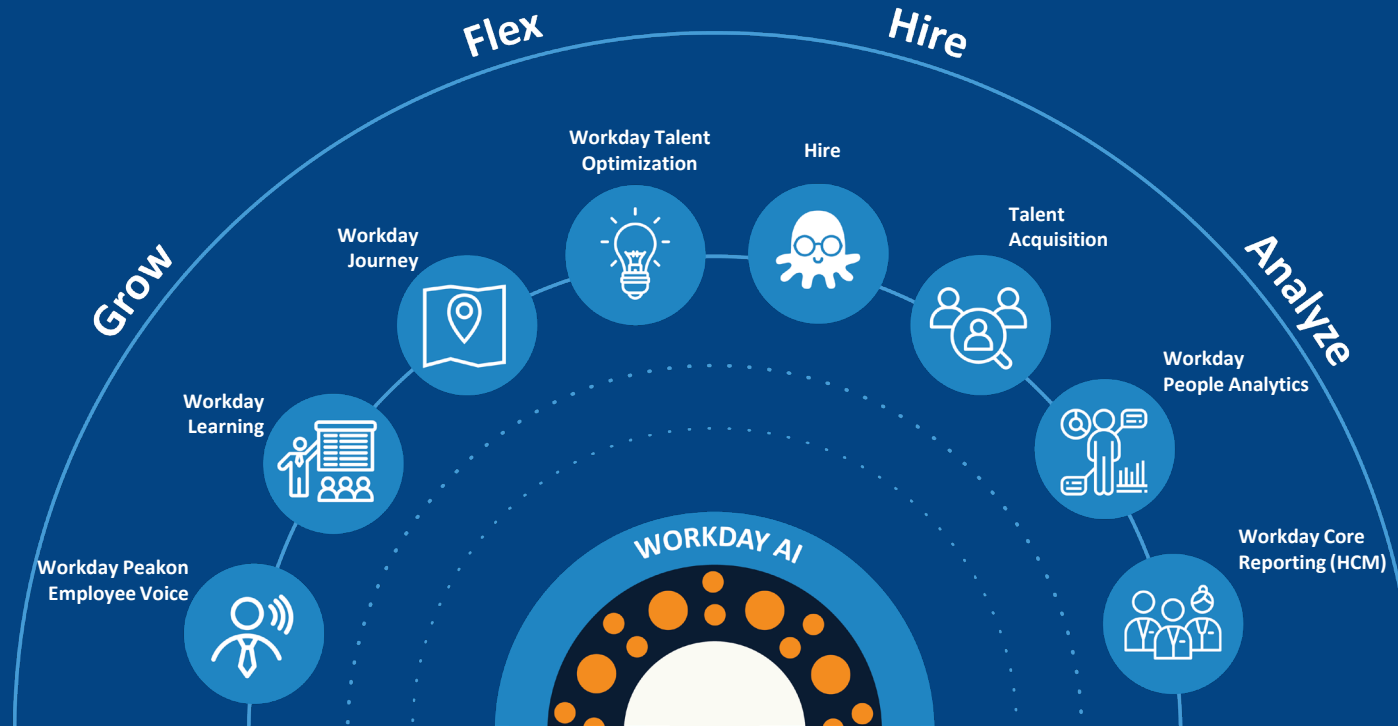 Flex
Hire
Grow
Analyze
Workday Talent
Optimization
Hire
Workday
Journey
Talent
Acquisition
Workday
Learning
Workday
People Analytics
Workday Peakon
Employee Voice
Workday Core
Reporting (HCM)
WORKDAY AI